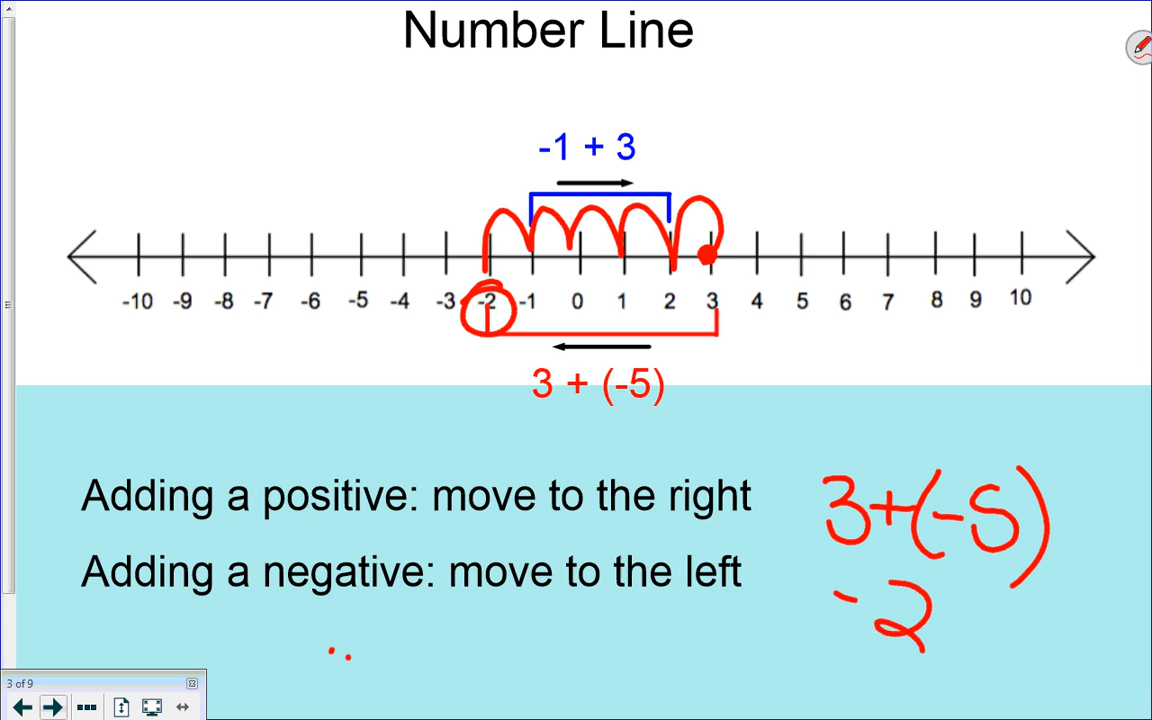 Number Line
-1 + 3
-10 -9 -8 -7 -6 -5 -4 -3 -2 -1 0 1 2 3 4 5 6 7 8 9 10
3 + (-5)
Adding a positive: move to the right
3+(-5)
Adding a negative: move to the left
-2
3 of 9